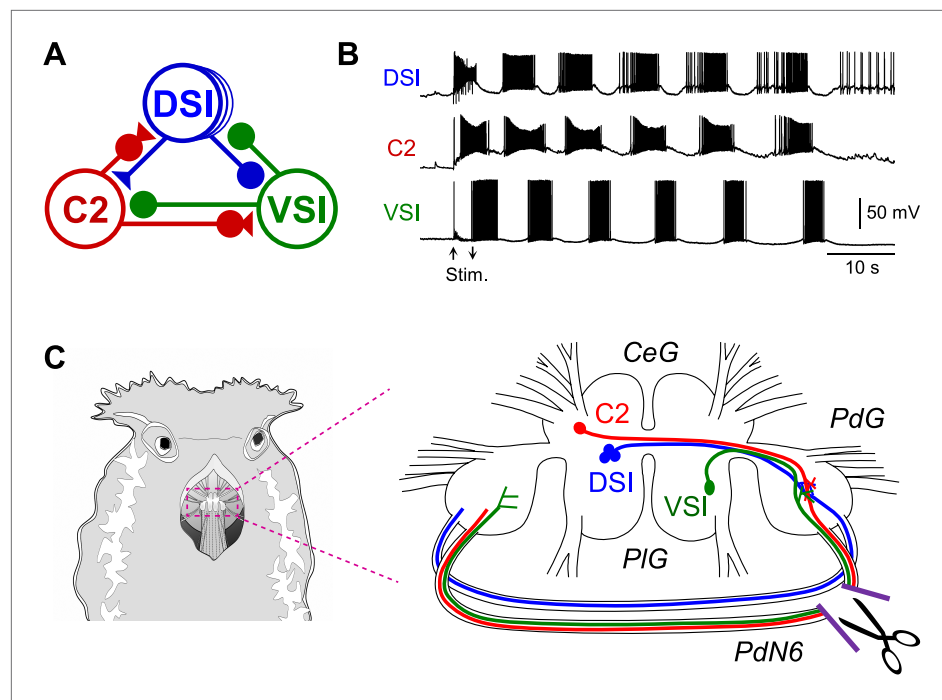 A
DSI
C2
VSI
B
DSI
C2
VSI
50 mV
10 s
Stim.
C
CeG
C2
PdG
DSI
VSI
PlG
PdN6